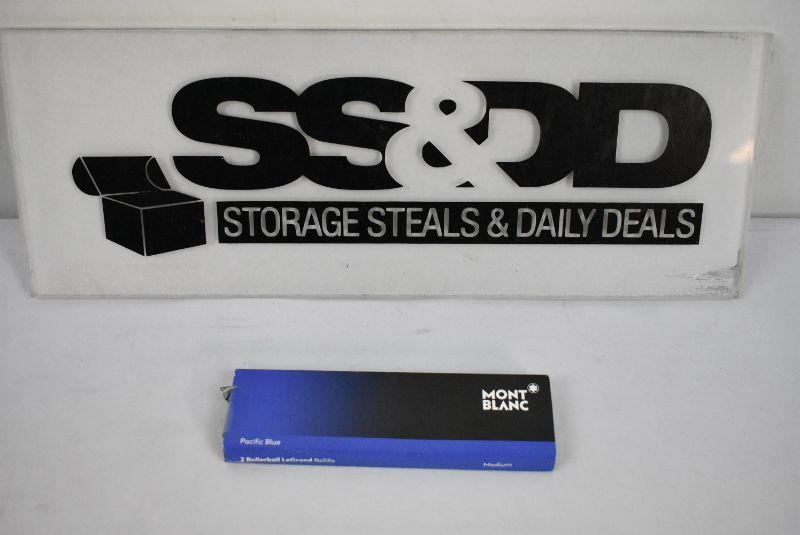 SS&DD
STORAGE STEALS & DAILY DEALS
MONT
BLANC
Pacific Blue
2 Rollerball LeGrand Refills
Medium